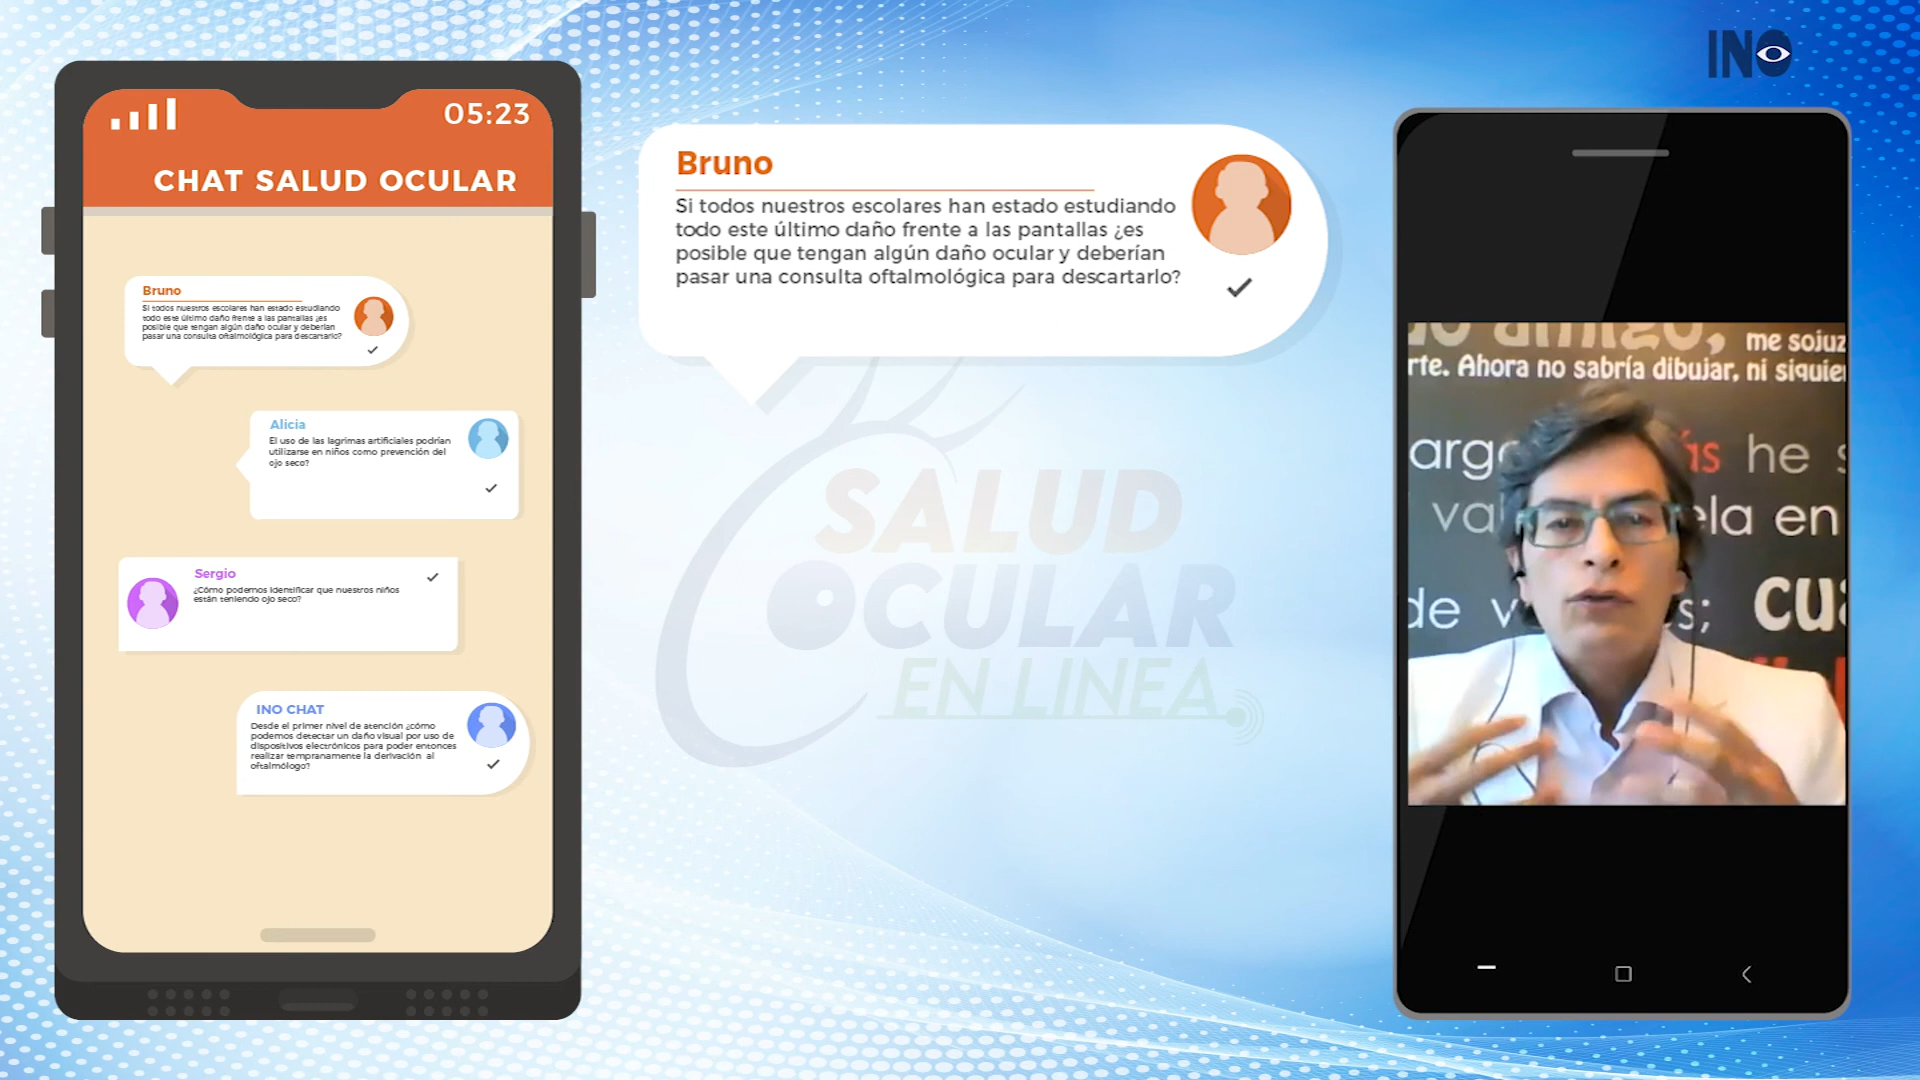 05:23
CHAT SALUD OCULAR
Bruno
Si todos nuestros escolares han estado estudiando
todo este último daño frente a las pantallas ¿es
posible que tengan algún daño ocular y deberían
pasar una consulta oftalmológica para descartarlo?
Alicia
El uso de las lagrimas artificiales podrían
utilizarse en niños como prevención del
ojo seco?
Sergio
¿Cómo podemos identificar que nuestros niños
están teniendo ojo seco?
INO CHAT
Desde el primer nivel de atención ¿cómo
podemos detectar un daño visual por uso de
dispositivos electrónicos para poder entonces
realizar tempranamente la derivación al
oftalmólogo?
Bruno
Si todos nuestros escolares han estado estudiando
todo este último daño frente a las pantallas ¿es
posible que tengan algún daño ocular y deberían
pasar una consulta oftalmológica para descartarlo?
SALUD
OCULAR
EN LINEA
INO
amigo, me sojuz
rte. Ahora no sabría dibujar, ni siquie
argo ás he s
va ela en
de v s; cua